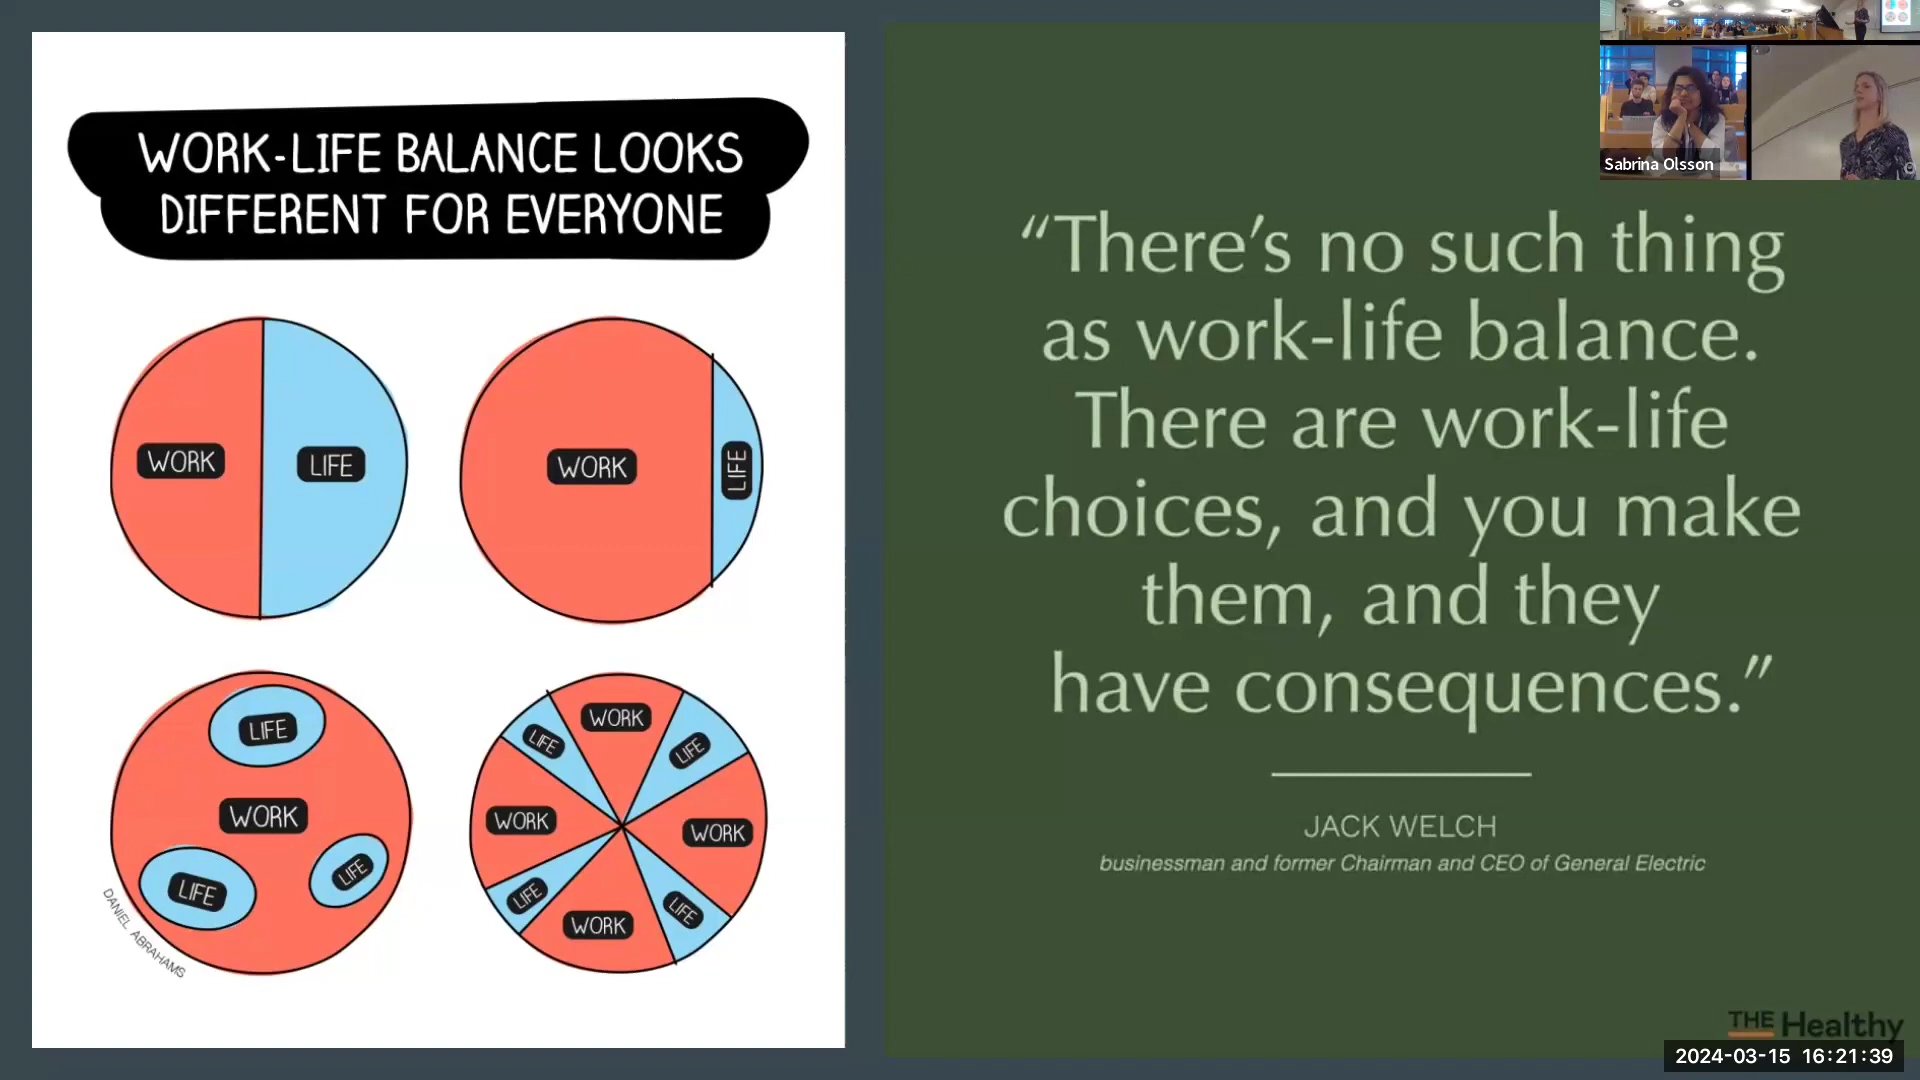 WORK-LIFE BALANCE LOOKS
DIFFERENT FOR EVERYONE
WORK
LIFE
WORK
LIFE
LIFE
WORK
LIFE
LIFE
WORK
LIFE
LIFE
WORK
WORK
LIFE
LIFE
WORK
DANIEL ABRAHAMS
“There’s no such thing
as work-life balance.
There are work-life
choices, and you make
them, and they
have consequences.”
JACK WELCH
businessman and former Chairman and CEO of General Electric
THE Healthy
Sabrina Olsson
2024-03-15 16:21:39